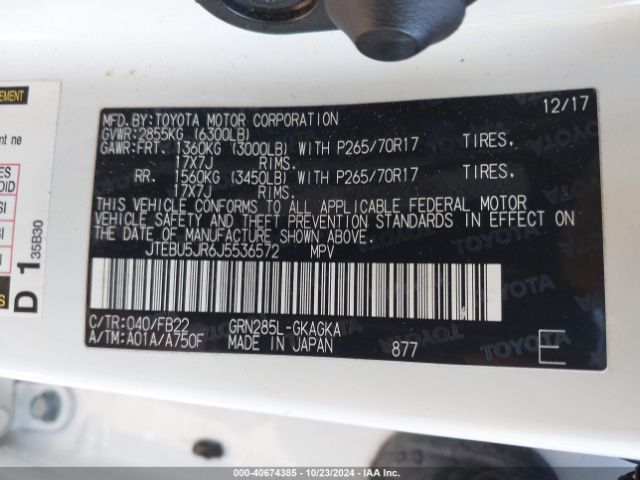 MFD.BY:TOYOTA MOTOR CORPORATION 12/17
GVWR:2855KG (6300LB)
GAWR:FRT. 1360KG (3000LB) WITH P265/70R17 TIRES,
17X7J RIMS,
RR. 1560KG (3450LB) WITH P265/70R17 TIRES,
17X7J RIMS.
THIS VEHICLE CONFORMS TO ALL APPLICABLE FEDERAL MOTOR
VEHICLE SAFETY AND THEFT PREVENTION STANDARDS IN EFFECT ON
THE DATE OF MANUFACTURE SHOWN ABOVE.
JTEBU5JR6J5536572 MPV
C/TR:040/FB22 GRN285L-GKAGKA
A/TM:A01A/A750F MADE IN JAPAN 877 E
TOYOTA
D 1
35B30
000-40674385 - 10/23/2024 - IAA Inc.